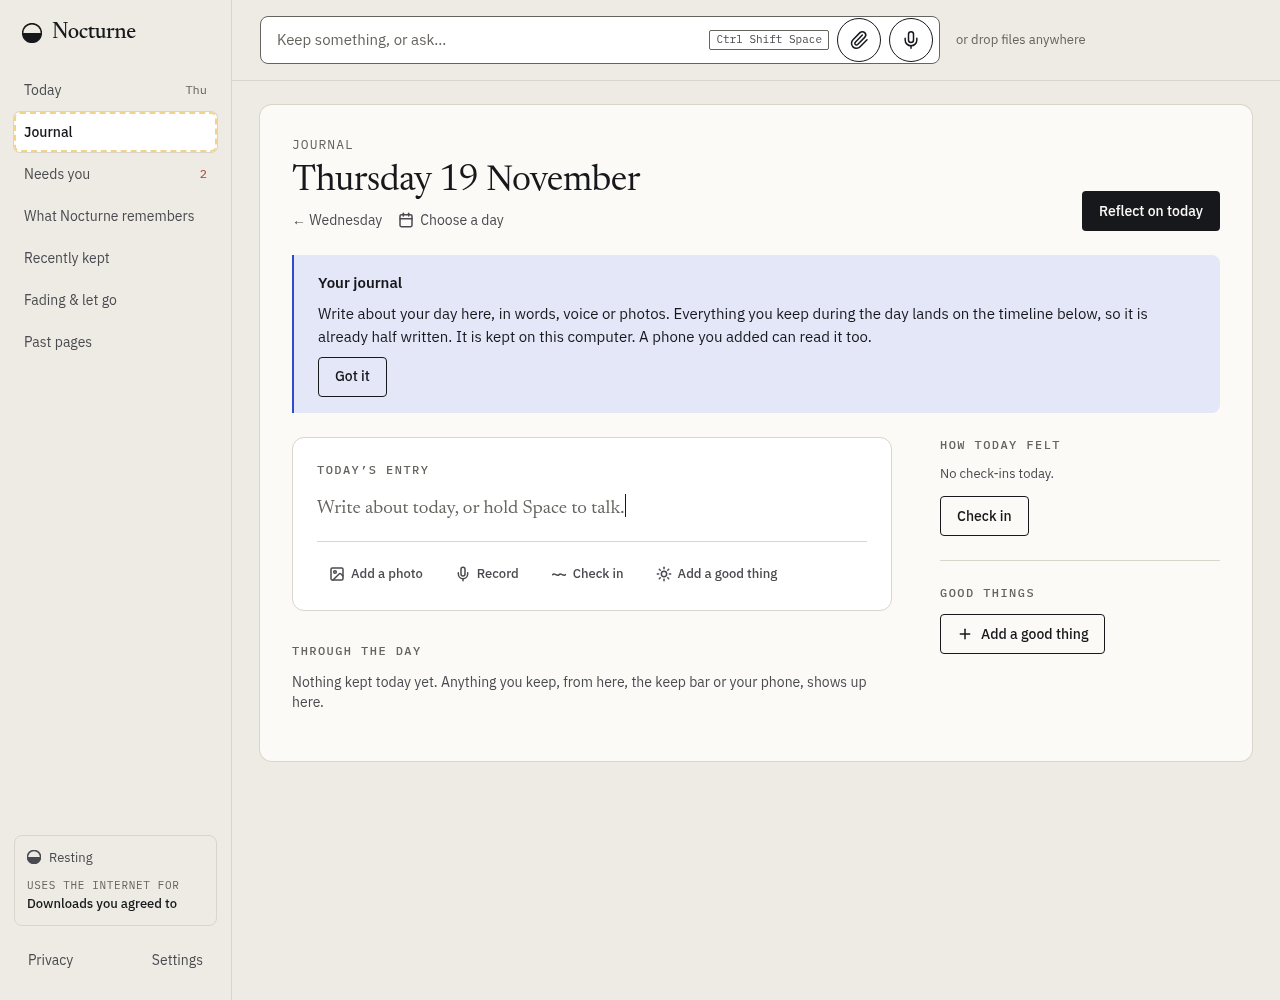 Nocturne
Today
Thu
Journal
Needs you
2
What Nocturne remembers
Recently kept
Fading & let go
Past pages
Resting
USES THE INTERNET FOR
Downloads you agreed to
Privacy
Settings
Keep something, or ask…
Ctrl Shift Space
or drop files anywhere
JOURNAL
Thursday 19 November
← Wednesday
Choose a day
Reflect on today
Your journal
Write about your day here, in words, voice or photos. Everything you keep during the day lands on the timeline below, so it is
already half written. It is kept on this computer. A phone you added can read it too.
Got it
TODAY’S ENTRY
Write about today, or hold Space to talk.
Add a photo
Record
Check in
Add a good thing
THROUGH THE DAY
Nothing kept today yet. Anything you keep, from here, the keep bar or your phone, shows up
here.
HOW TODAY FELT
No check-ins today.
Check in
GOOD THINGS
Add a good thing